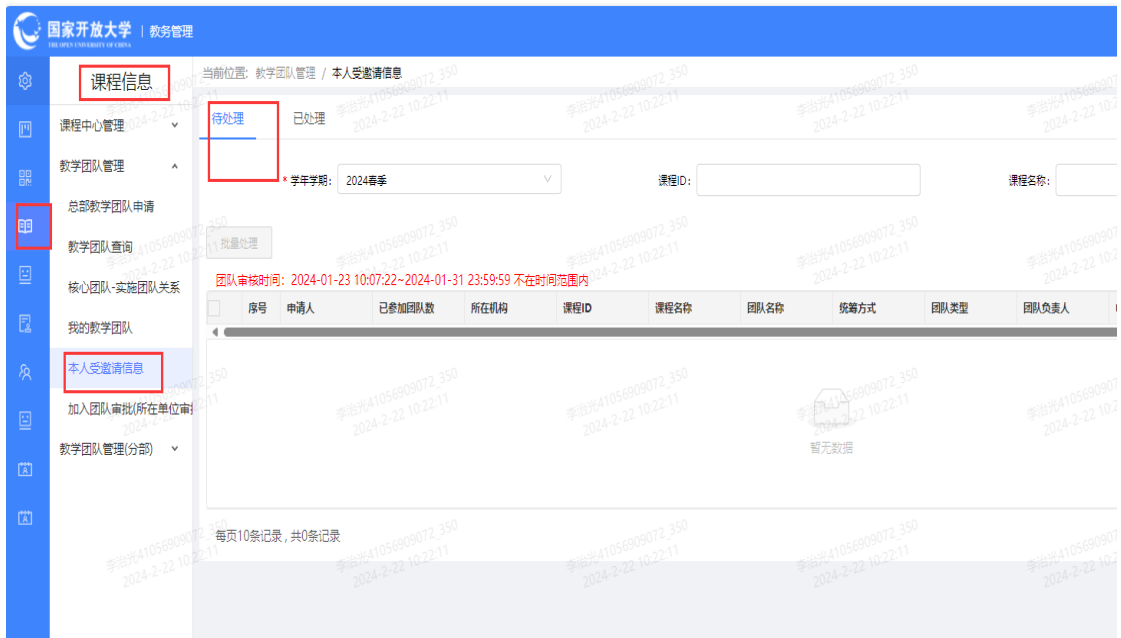 国家开放大学 | 教务管理
THE OPEN UNIVERSITY OF CHINA
课程信息
课程中心管理
教学团队管理
总部教学团队申请
教学团队查询
核心团队-实施团队关系
我的教学团队
本人受邀请信息
加入团队审批(所在单位审批
教学团队管理(分部)
当前位置: 教学团队管理 / 本人受邀请信息
待处理 已处理
* 学年学期: 2024春季 课程ID: 课程名称:
批量处理
团队审核时间: 2024-01-23 10:07:22~2024-01-31 23:59:59 不在时间范围内
序号 申请人 已参加团队数 所在机构 课程ID 课程名称 团队名称 统筹方式 团队类型 团队负责人
暂无数据
每页10条记录 , 共0条记录
李治光41056909072_350
2024-2-22 10:22:11